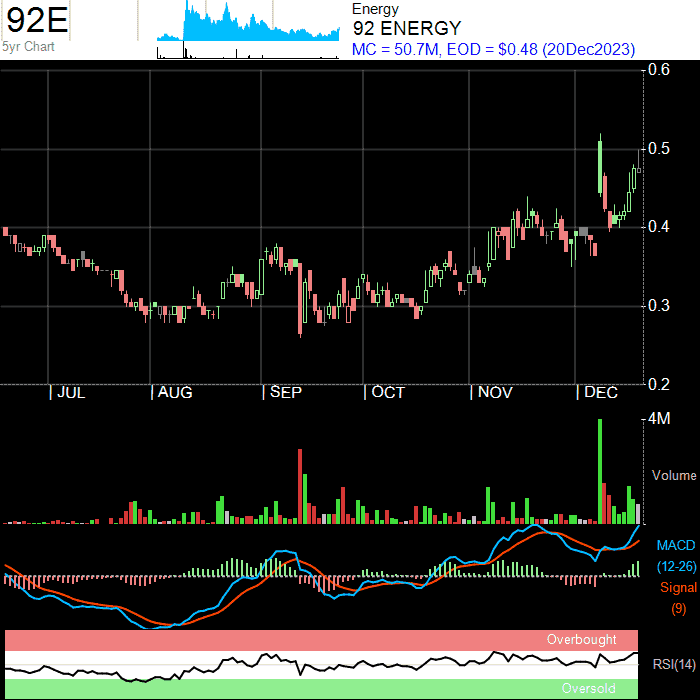 92E
5yr Chart
Energy
92 ENERGY
MC = 50.7M, EOD = $0.48 (20Dec2023)
0.6
0.5
0.4
0.3
0.2
| JUL | AUG | SEP | OCT | NOV | DEC
4M
Volume
MACD
(12-26)
Signal
(9)
Overbought
RSI(14)
Oversold